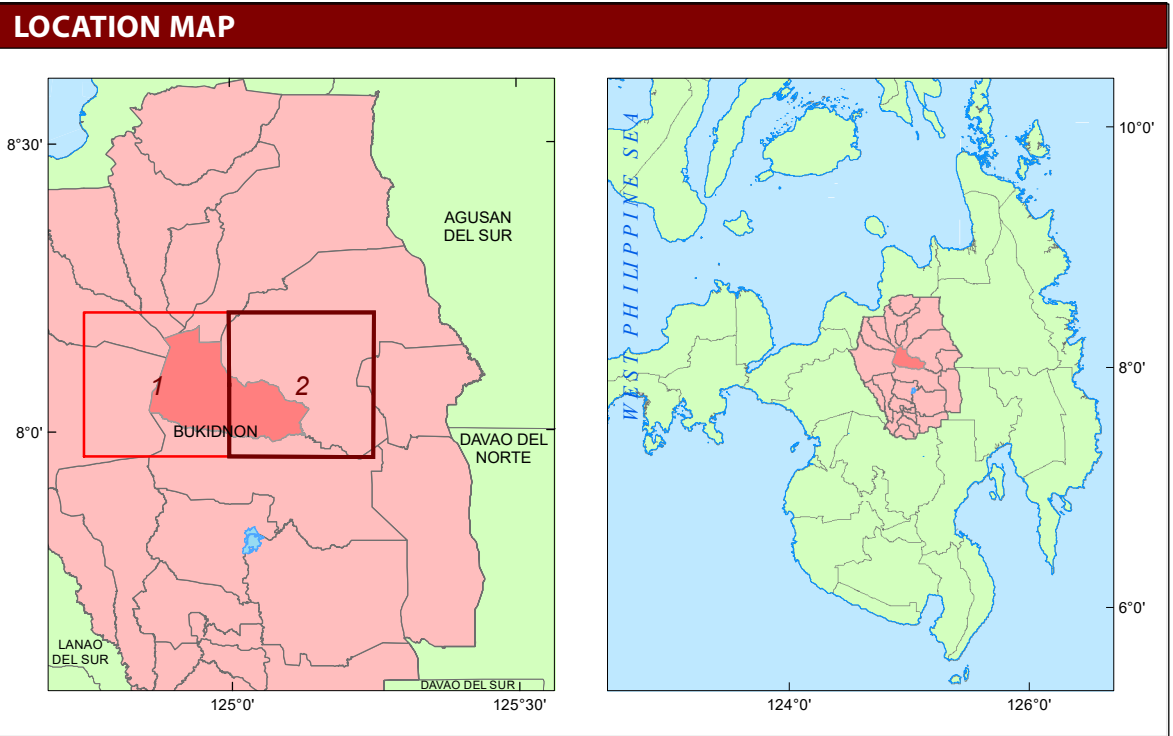 LOCATION MAP
8°30'
AGUSAN
DEL SUR
1
2
BUKIDNON
8°0'
DAVAO DEL
NORTE
LANAO
DEL SUR
DAVAO DEL SUR
125°0'
125°30'
WEST PHILIPPINE SEA
10°0'
8°0'
6°0'
124°0'
126°0'